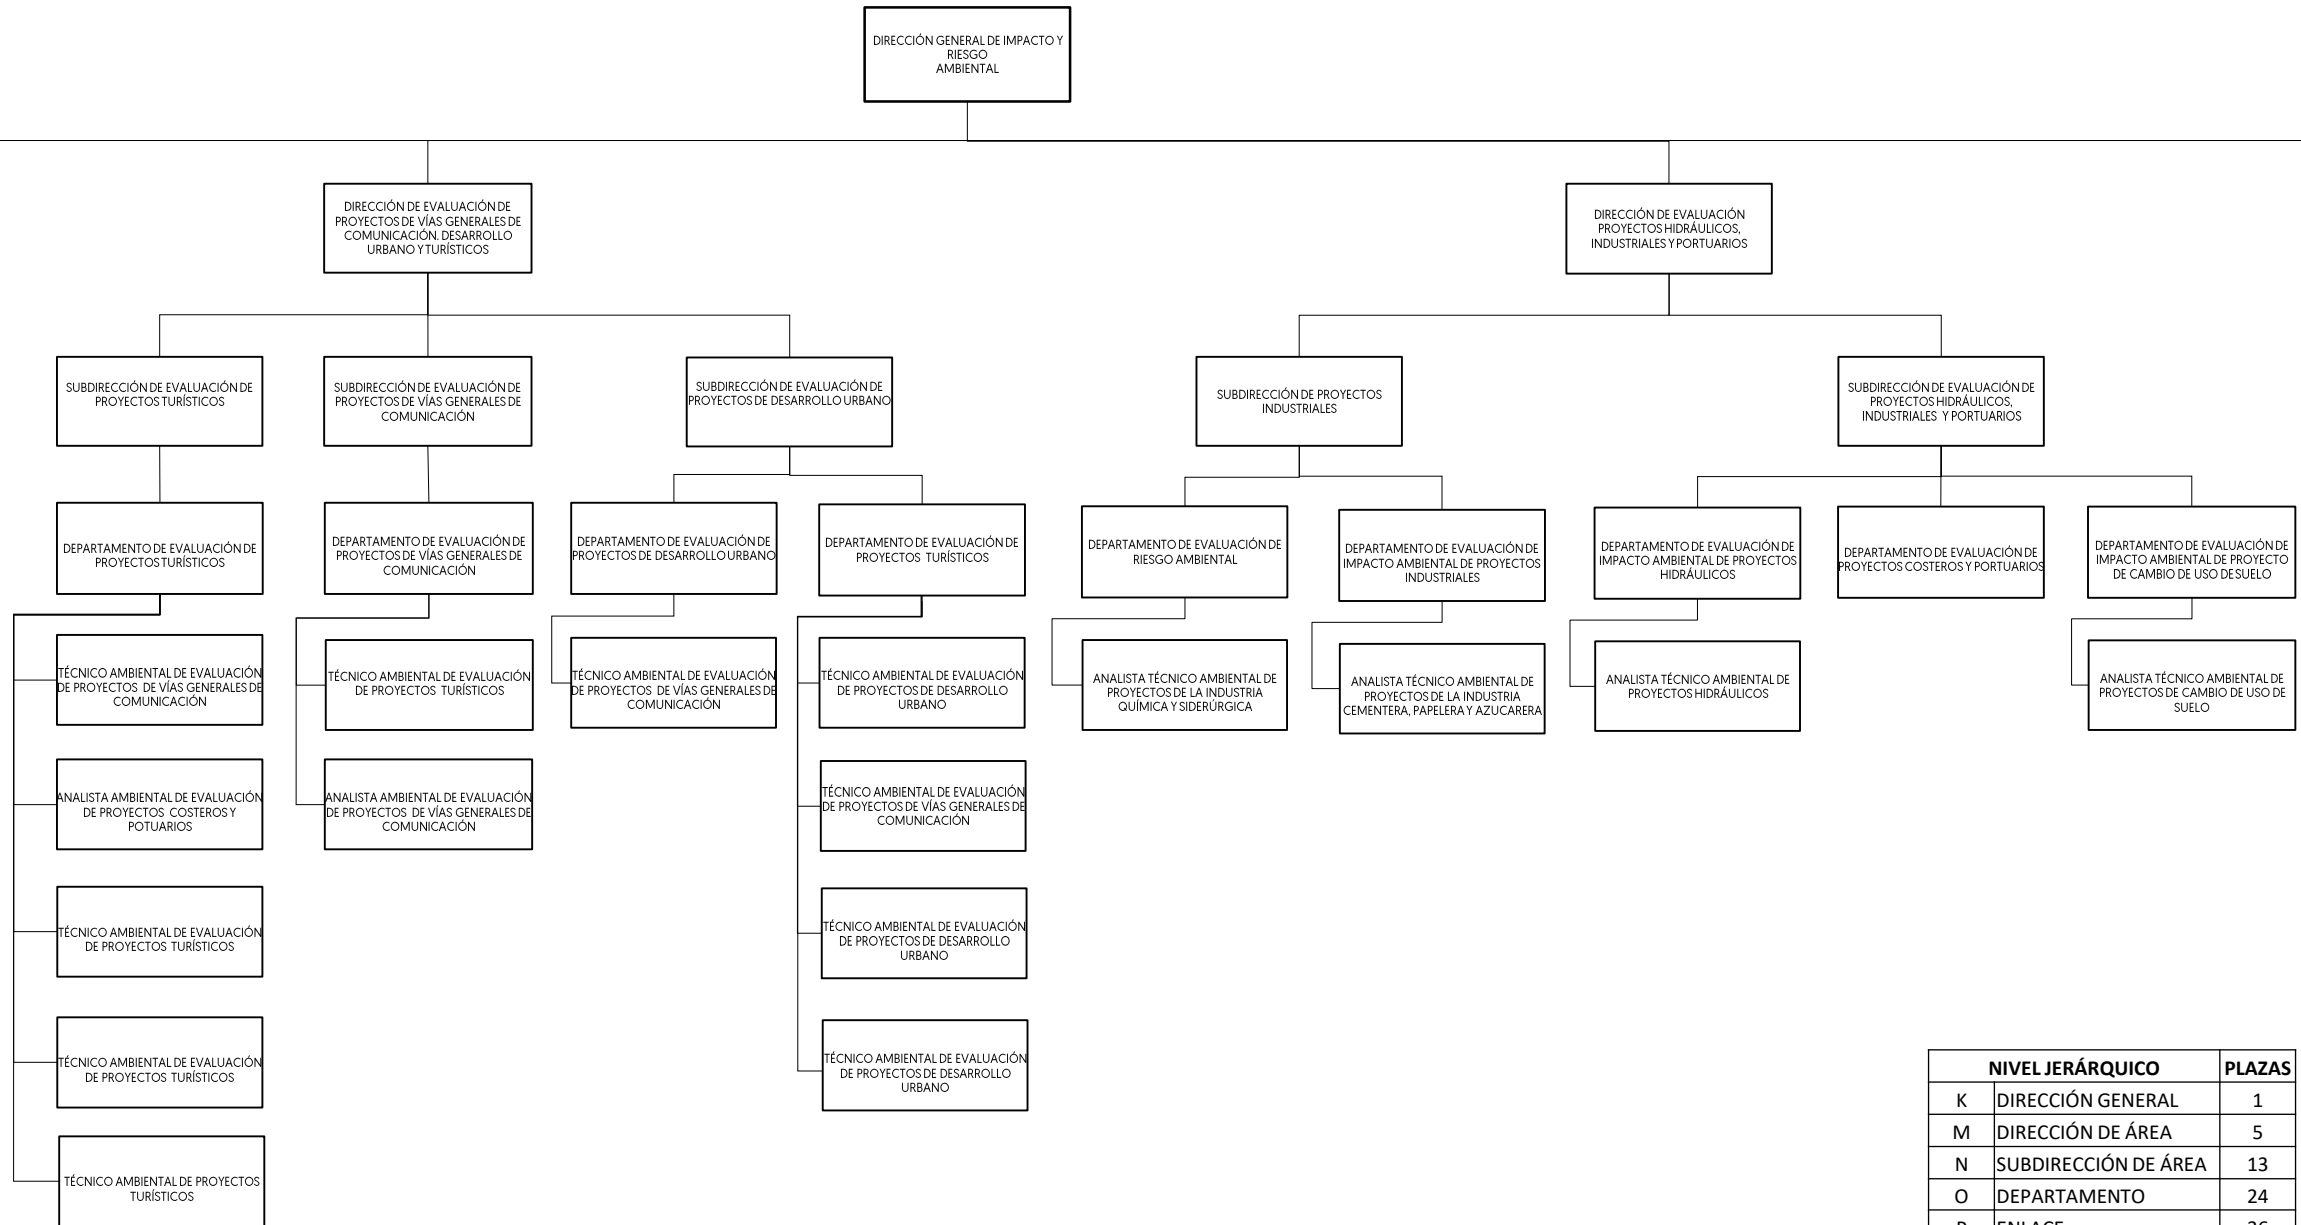 DIRECCIÓN GENERAL DE IMPACTO Y
RIESGO
AMBIENTAL
DIRECCIÓN DE EVALUACIÓN DE
PROYECTOS DE VÍAS GENERALES DE
COMUNICACIÓN. DESARROLLO
URBANO Y TURÍSTICOS
DIRECCIÓN DE EVALUACIÓN
PROYECTOS HIDRÁULICOS,
INDUSTRIALES Y PORTUARIOS
SUBDIRECCIÓN DE EVALUACIÓN DE
PROYECTOS TURÍSTICOS
SUBDIRECCIÓN DE EVALUACIÓN DE
PROYECTOS DE VÍAS GENERALES DE
COMUNICACIÓN
SUBDIRECCIÓN DE EVALUACIÓN DE
PROYECTOS DE DESARROLLO URBANO
SUBDIRECCIÓN DE PROYECTOS
INDUSTRIALES
SUBDIRECCIÓN DE EVALUACIÓN DE
PROYECTOS HIDRÁULICOS,
INDUSTRIALES Y PORTUARIOS
DEPARTAMENTO DE EVALUACIÓN DE
PROYECTOS TURÍSTICOS
DEPARTAMENTO DE EVALUACIÓN DE
PROYECTOS DE VÍAS GENERALES DE
COMUNICACIÓN
DEPARTAMENTO DE EVALUACIÓN DE
PROYECTOS DE DESARROLLO URBANO
DEPARTAMENTO DE EVALUACIÓN DE
PROYECTOS TURÍSTICOS
DEPARTAMENTO DE EVALUACIÓN DE
RIESGO AMBIENTAL
DEPARTAMENTO DE EVALUACIÓN DE
IMPACTO AMBIENTAL DE PROYECTOS
INDUSTRIALES
DEPARTAMENTO DE EVALUACIÓN DE
IMPACTO AMBIENTAL DE PROYECTOS
HIDRÁULICOS
DEPARTAMENTO DE EVALUACIÓN DE
PROYECTOS COSTEROS Y PORTUARIOS
DEPARTAMENTO DE EVALUACIÓN DE
IMPACTO AMBIENTAL DE PROYECTO
DE CAMBIO DE USO DE SUELO
TÉCNICO AMBIENTAL DE EVALUACIÓN
DE PROYECTOS DE VÍAS GENERALES DE
COMUNICACIÓN
TÉCNICO AMBIENTAL DE EVALUACIÓN
DE PROYECTOS TURÍSTICOS
TÉCNICO AMBIENTAL DE EVALUACIÓN
DE PROYECTOS DE VÍAS GENERALES DE
COMUNICACIÓN
TÉCNICO AMBIENTAL DE EVALUACIÓN
DE PROYECTOS DE DESARROLLO
URBANO
ANALISTA TÉCNICO AMBIENTAL DE
PROYECTOS DE LA INDUSTRIA
QUÍMICA Y SIDERÚRGICA
ANALISTA TÉCNICO AMBIENTAL DE
PROYECTOS DE LA INDUSTRIA
CEMENTERA, PAPELERA Y AZUCARERA
ANALISTA TÉCNICO AMBIENTAL DE
PROYECTOS HIDRÁULICOS
ANALISTA TÉCNICO AMBIENTAL DE
PROYECTOS DE CAMBIO DE USO DE
SUELO
ANALISTA AMBIENTAL DE EVALUACIÓN
DE PROYECTOS COSTEROS Y
POTUARIOS
ANALISTA AMBIENTAL DE EVALUACIÓN
DE PROYECTOS DE VÍAS GENERALES DE
COMUNICACIÓN
TÉCNICO AMBIENTAL DE EVALUACIÓN
DE PROYECTOS DE VÍAS GENERALES DE
COMUNICACIÓN
TÉCNICO AMBIENTAL DE EVALUACIÓN
DE PROYECTOS TURÍSTICOS
TÉCNICO AMBIENTAL DE EVALUACIÓN
DE PROYECTOS DE DESARROLLO
URBANO
TÉCNICO AMBIENTAL DE EVALUACIÓN
DE PROYECTOS TURÍSTICOS
TÉCNICO AMBIENTAL DE EVALUACIÓN
DE PROYECTOS DE DESARROLLO
URBANO
TÉCNICO AMBIENTAL DE PROYECTOS
TURÍSTICOS
NIVEL JERÁRQUICO PLAZAS
K DIRECCIÓN GENERAL 1
M DIRECCIÓN DE ÁREA 5
N SUBDIRECCIÓN DE ÁREA 13
O DEPARTAMENTO 24
ENLACE